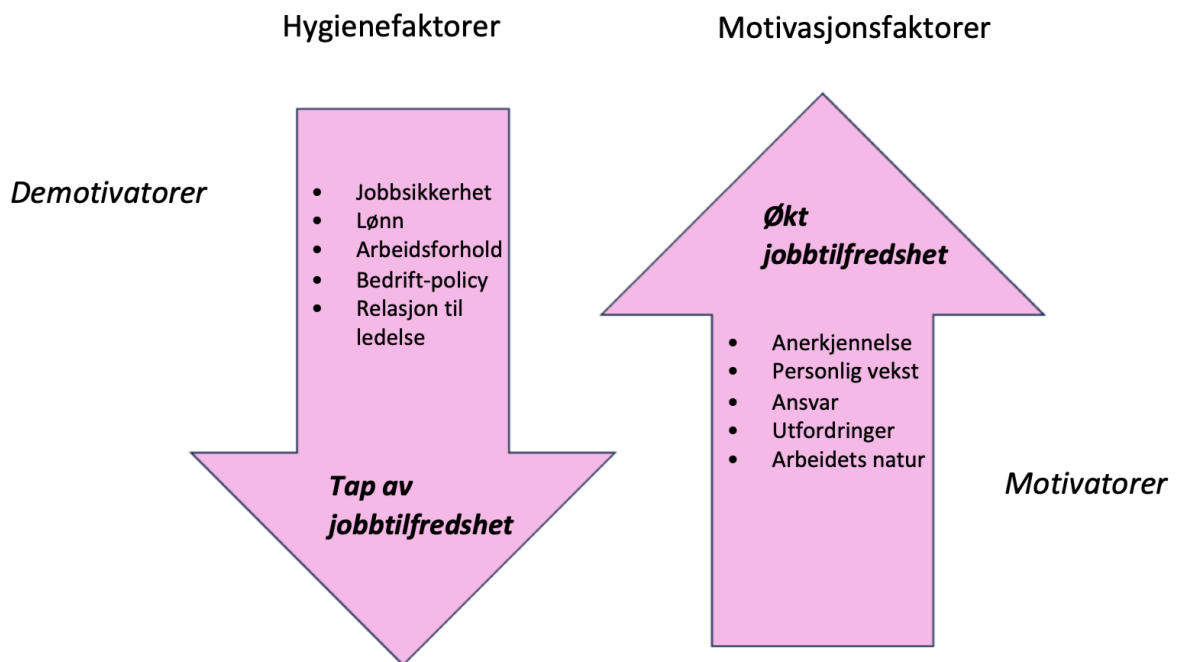 Hygienefaktorer
Motivasjonsfaktorer
Demotivatorer
• Jobbsikkerhet
• Lønn
• Arbeidsforhold
• Bedrift-policy
• Relasjon til
ledelse
Tap av
jobbtilfredshet
Økt
jobbtilfredshet
• Anerkjennelse
• Personlig vekst
• Ansvar
• Utfordringer
• Arbeidets natur
Motivatorer